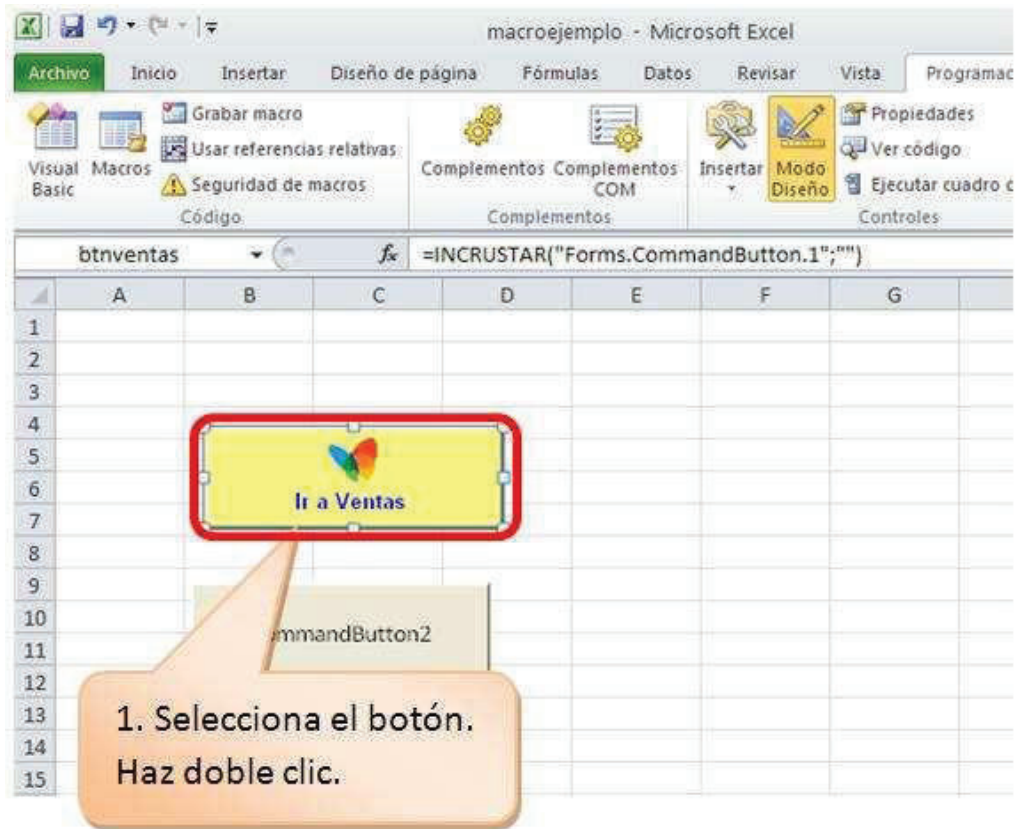 macroejemplo - Microsoft Excel
Archivo Inicio Insertar Diseño de página Fórmulas Datos Revisar Vista Programac
Visual Basic
Macros
Grabar macro
Usar referencias relativas
Seguridad de macros
Código
Complementos
Complementos COM
Complementos
Insertar
Modo Diseño
Propiedades
Ver código
Ejecutar cuadro d
Controles
btnventas fx =INCRUSTAR("Forms.CommandButton.1";"")
A B C D E F G
1
2
3
4
5
6
7
8
9
10
11
12
13
14
15
Ir a Ventas
ommandButton2
1. Selecciona el botón.
Haz doble clic.